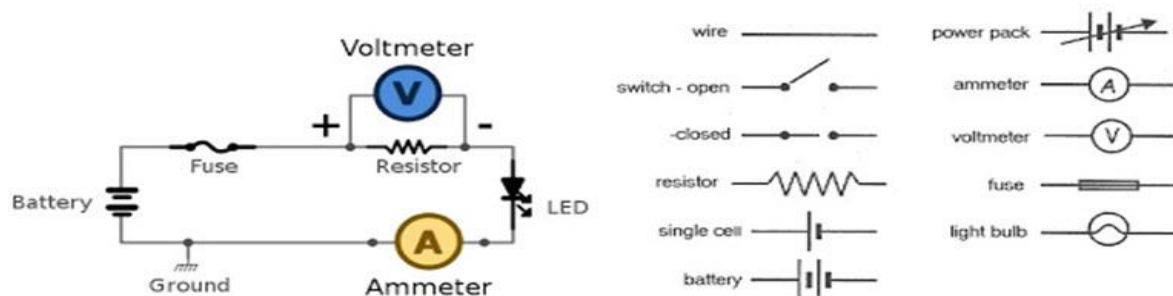 Voltmeter
V
+ -
Fuse
Resistor
Battery
LED
A
Ground
Ammeter
wire
switch - open
-closed
resistor
single cell
battery
power pack
ammeter A
voltmeter V
fuse
light bulb